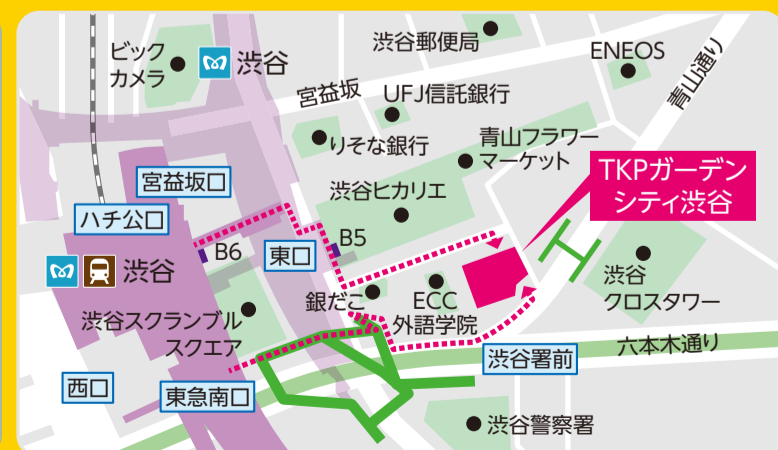 ビック
カメラ
渋谷
渋谷郵便局
ENEOS
青山通り
宮益坂
UFJ信託銀行
りそな銀行
青山フラワー
マーケット
TKPガーデン
シティ渋谷
宮益坂口
渋谷ヒカリエ
ハチ公口
B6
東口
B5
渋谷
銀だこ
ECC
外語学院
渋谷
クロスタワー
渋谷スクランブル
スクエア
六本木通り
渋谷署前
西口
東急南口
渋谷警察署